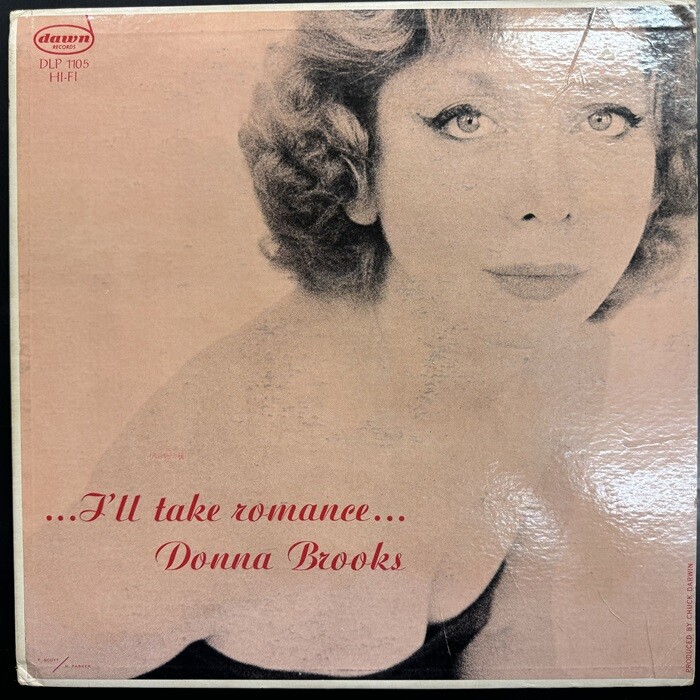 dawn
RECORDS
DLP 1105
HI-FI
...I'll take romance...
Donna Brooks
PRODUCED BY CHUCK DARWIN